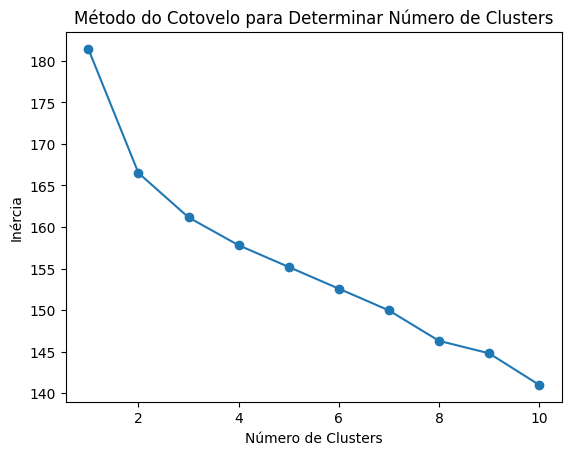 Método do Cotovelo para Determinar Número de Clusters
180
175
170
165
160
155
150
145
140
Inércia
2 4 6 8 10
Número de Clusters